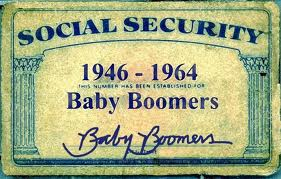 SOCIAL SECURITY
1946 - 1964
THIS NUMBER HAS BEEN ESTABLISHED FOR
Baby Boomers
Baby Boomers